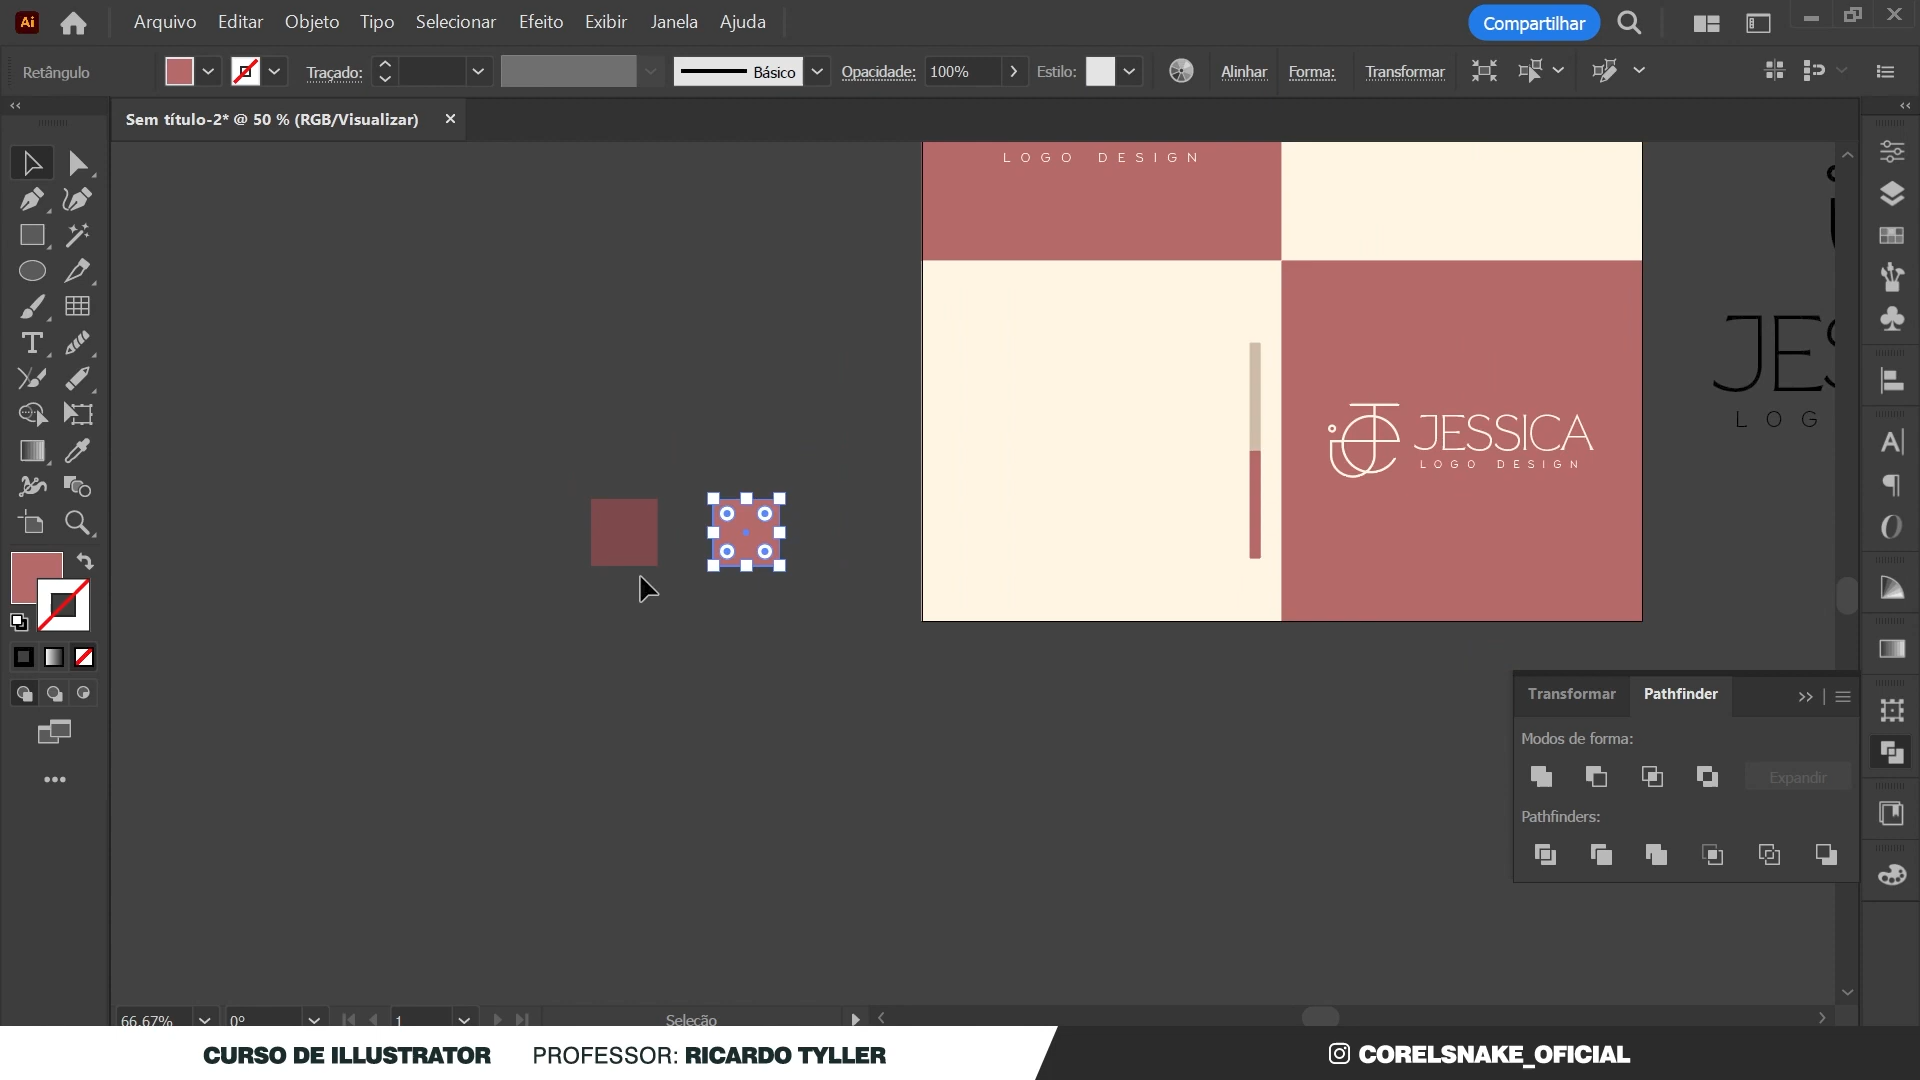 Ai
Arquivo Editar Objeto Tipo Selecionar Efeito Exibir Janela Ajuda
Compartilhar
Retângulo
Traçado:
Básico
Opacidade: 100%
Estilo:
Alinhar
Forma:
Transformar
Sem título-2* @ 50 % (RGB/Visualizar)
LOGO DESIGN
JESSICA
LOGO DESIGN
JES
LOG
Transformar
Pathfinder
Modos de forma:
Expandir
Pathfinders:
66,67%
0°
1
Seleção
CURSO DE ILLUSTRATOR PROFESSOR: RICARDO TYLLER
CORELSNAKE_OFICIAL